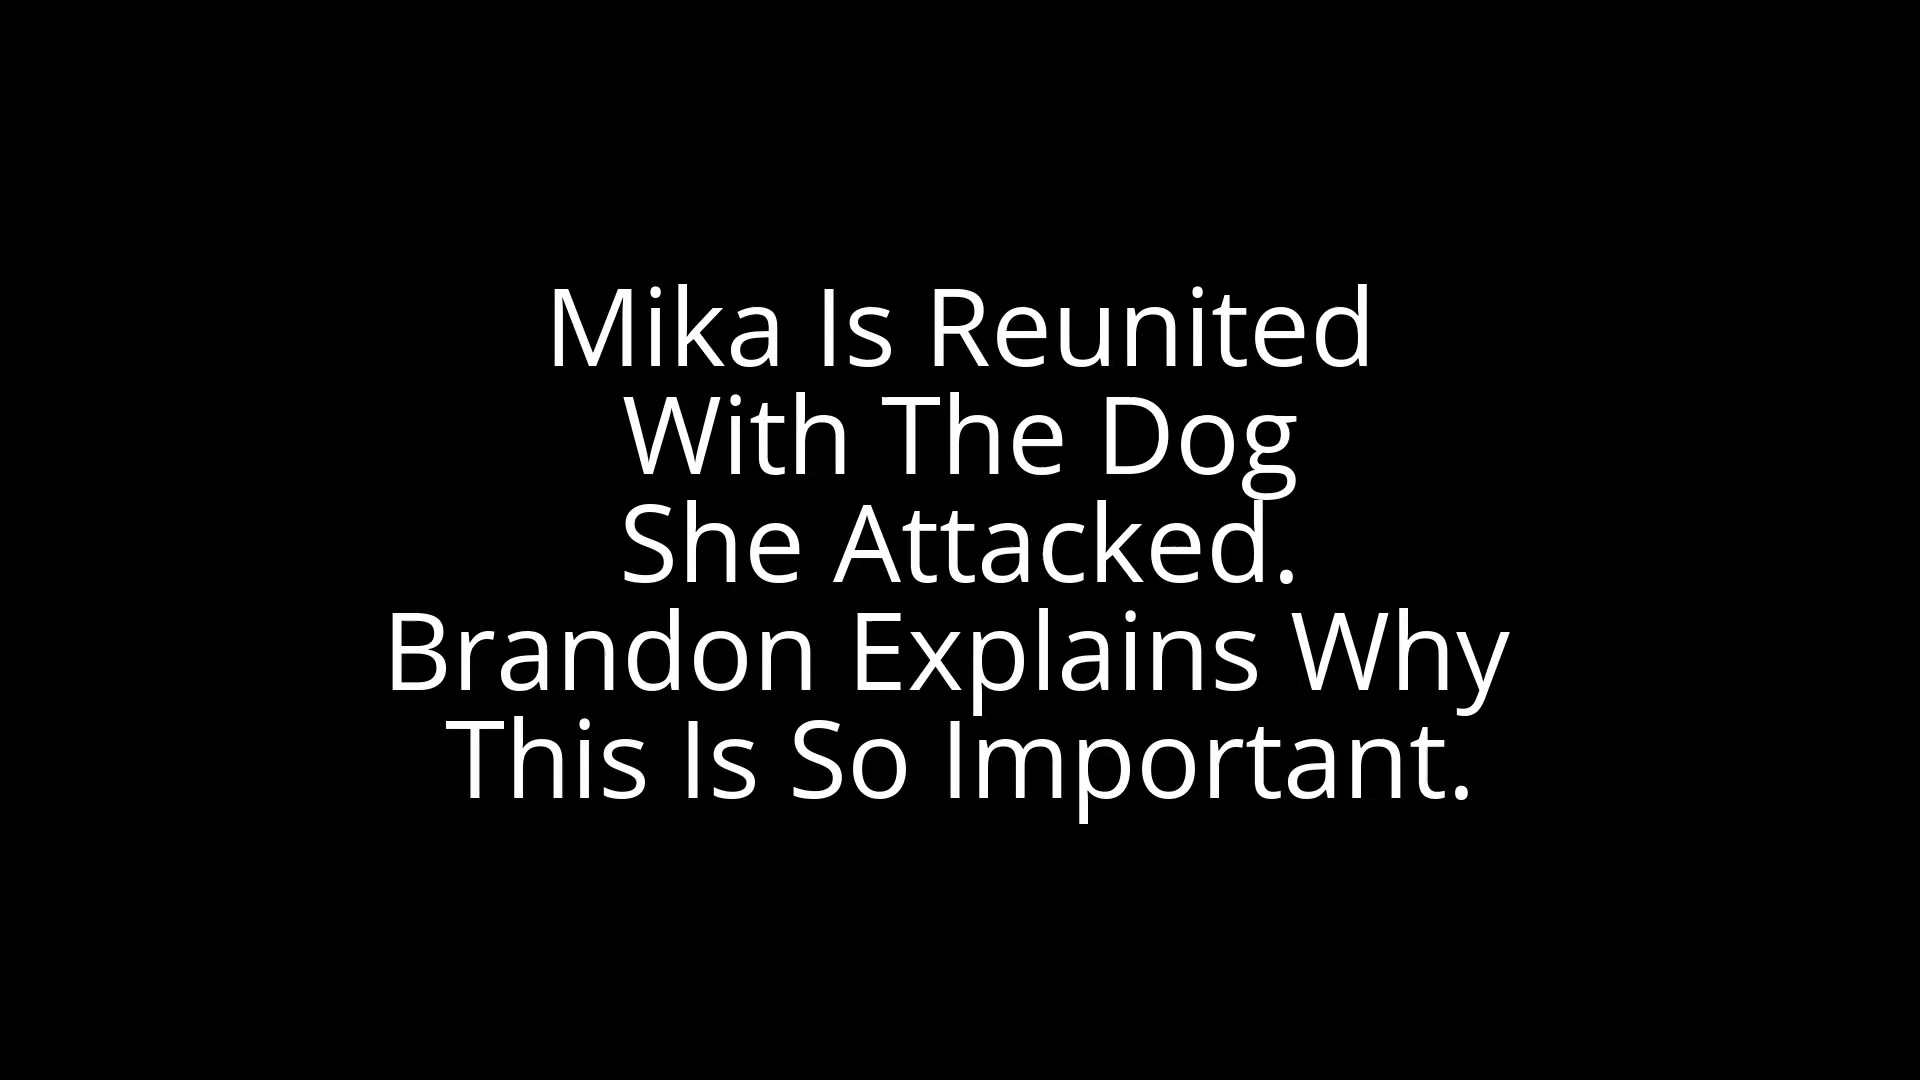 Mika Is Reunited
With The Dog
She Attacked.
Brandon Explains Why
This Is So Important.